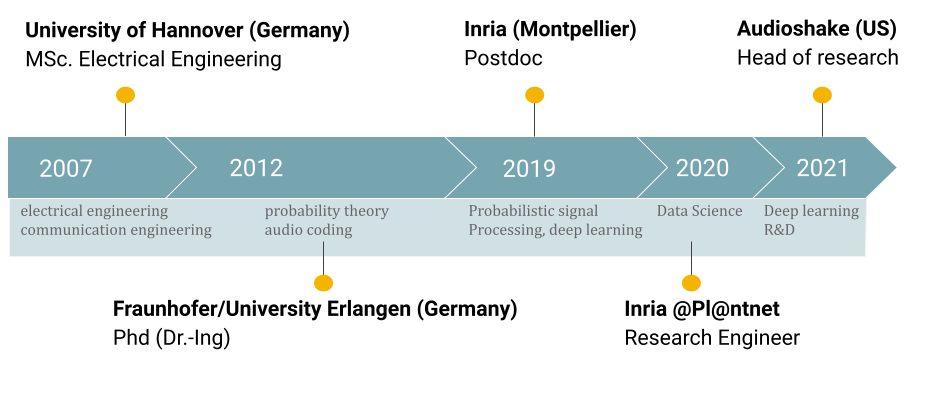 University of Hannover (Germany)
MSc. Electrical Engineering
Inria (Montpellier)
Postdoc
Audioshake (US)
Head of research
2007
2012
2019
2020
2021
electrical engineering
communication engineering
probability theory
audio coding
Probabilistic signal
Processing, deep learning
Data Science
Deep learning
R&D
Fraunhofer/University Erlangen (Germany)
Phd (Dr.-Ing)
Inria @Pl@ntnet
Research Engineer